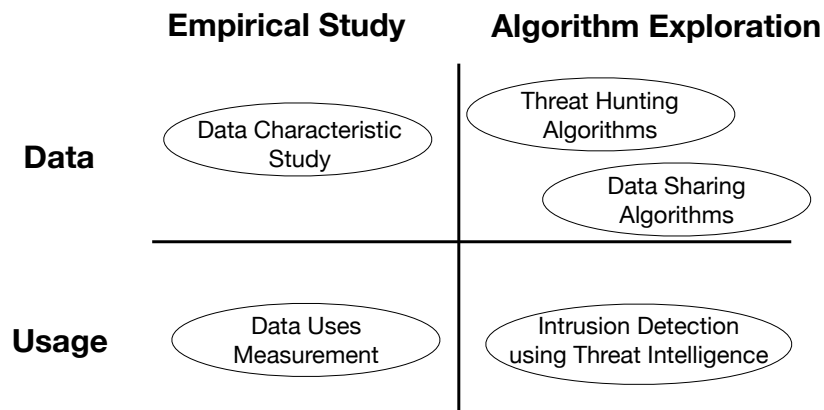 Empirical Study
Algorithm Exploration
Data
Data Characteristic
Study
Threat Hunting
Algorithms
Data Sharing
Algorithms
Usage
Data Uses
Measurement
Intrusion Detection
using Threat Intelligence